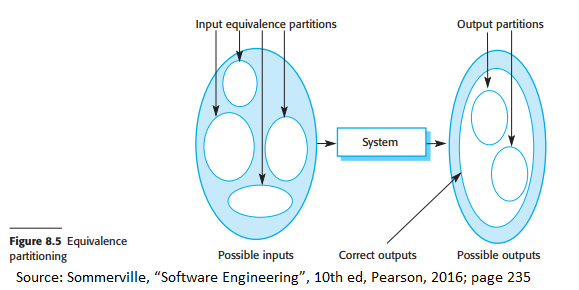 Input equivalence partitions
Output partitions
System
Figure 8.5 Equivalence
partitioning
Possible inputs
Correct outputs
Possible outputs
Source: Sommerville, “Software Engineering”, 10th ed, Pearson, 2016; page 235